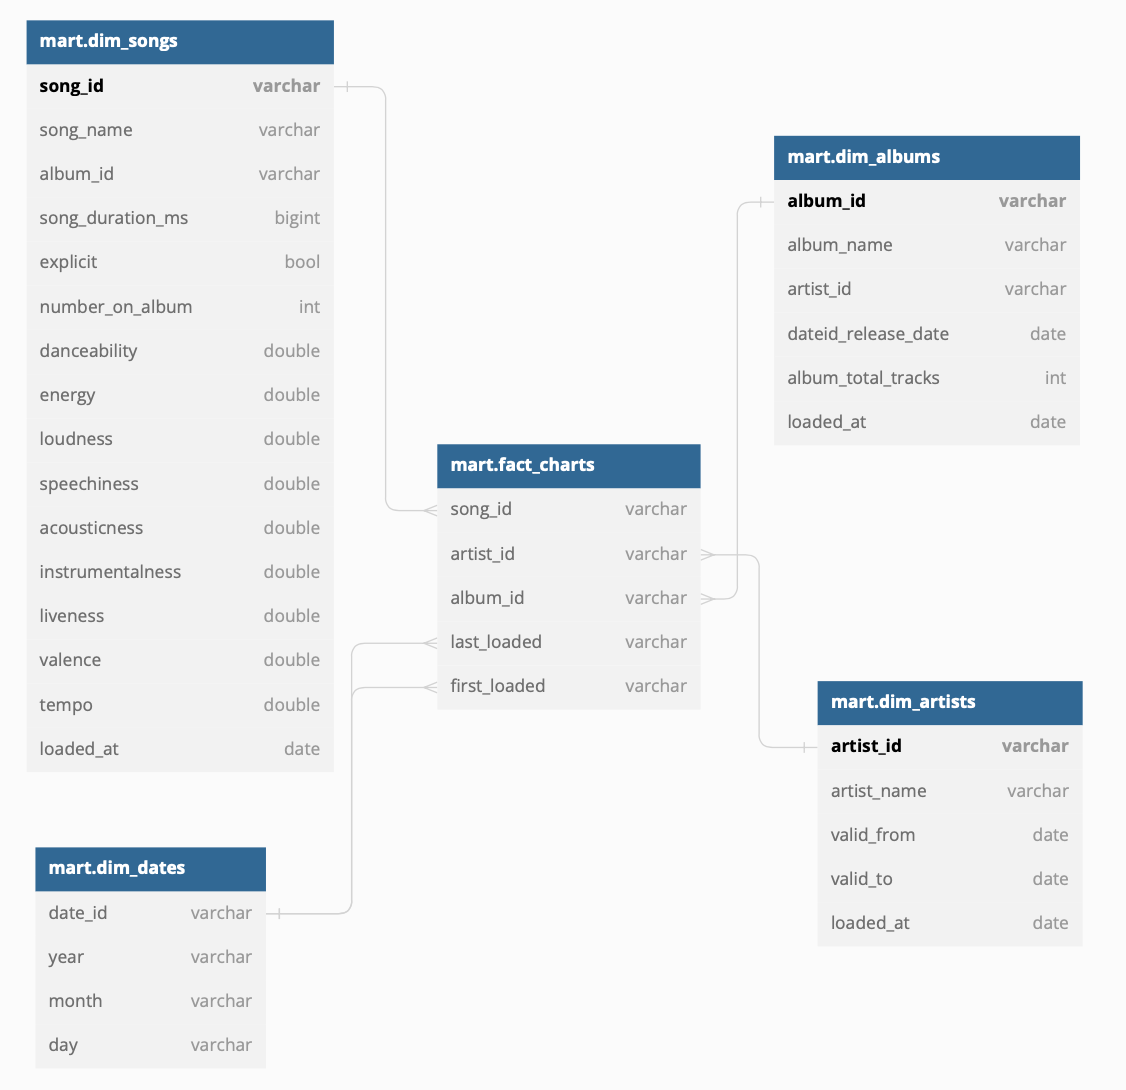 mart.dim_songs
song_id varchar
song_name varchar
album_id varchar
song_duration_ms bigint
explicit bool
number_on_album int
danceability double
energy double
loudness double
speechiness double
acousticness double
instrumentalness double
liveness double
valence double
tempo double
loaded_at date
mart.dim_albums
album_id varchar
album_name varchar
artist_id varchar
dateid_release_date date
album_total_tracks int
loaded_at date
mart.fact_charts
song_id varchar
artist_id varchar
album_id varchar
last_loaded varchar
first_loaded varchar
mart.dim_artists
artist_id varchar
artist_name varchar
valid_from date
valid_to date
loaded_at date
mart.dim_dates
date_id varchar
year varchar
month varchar
day varchar